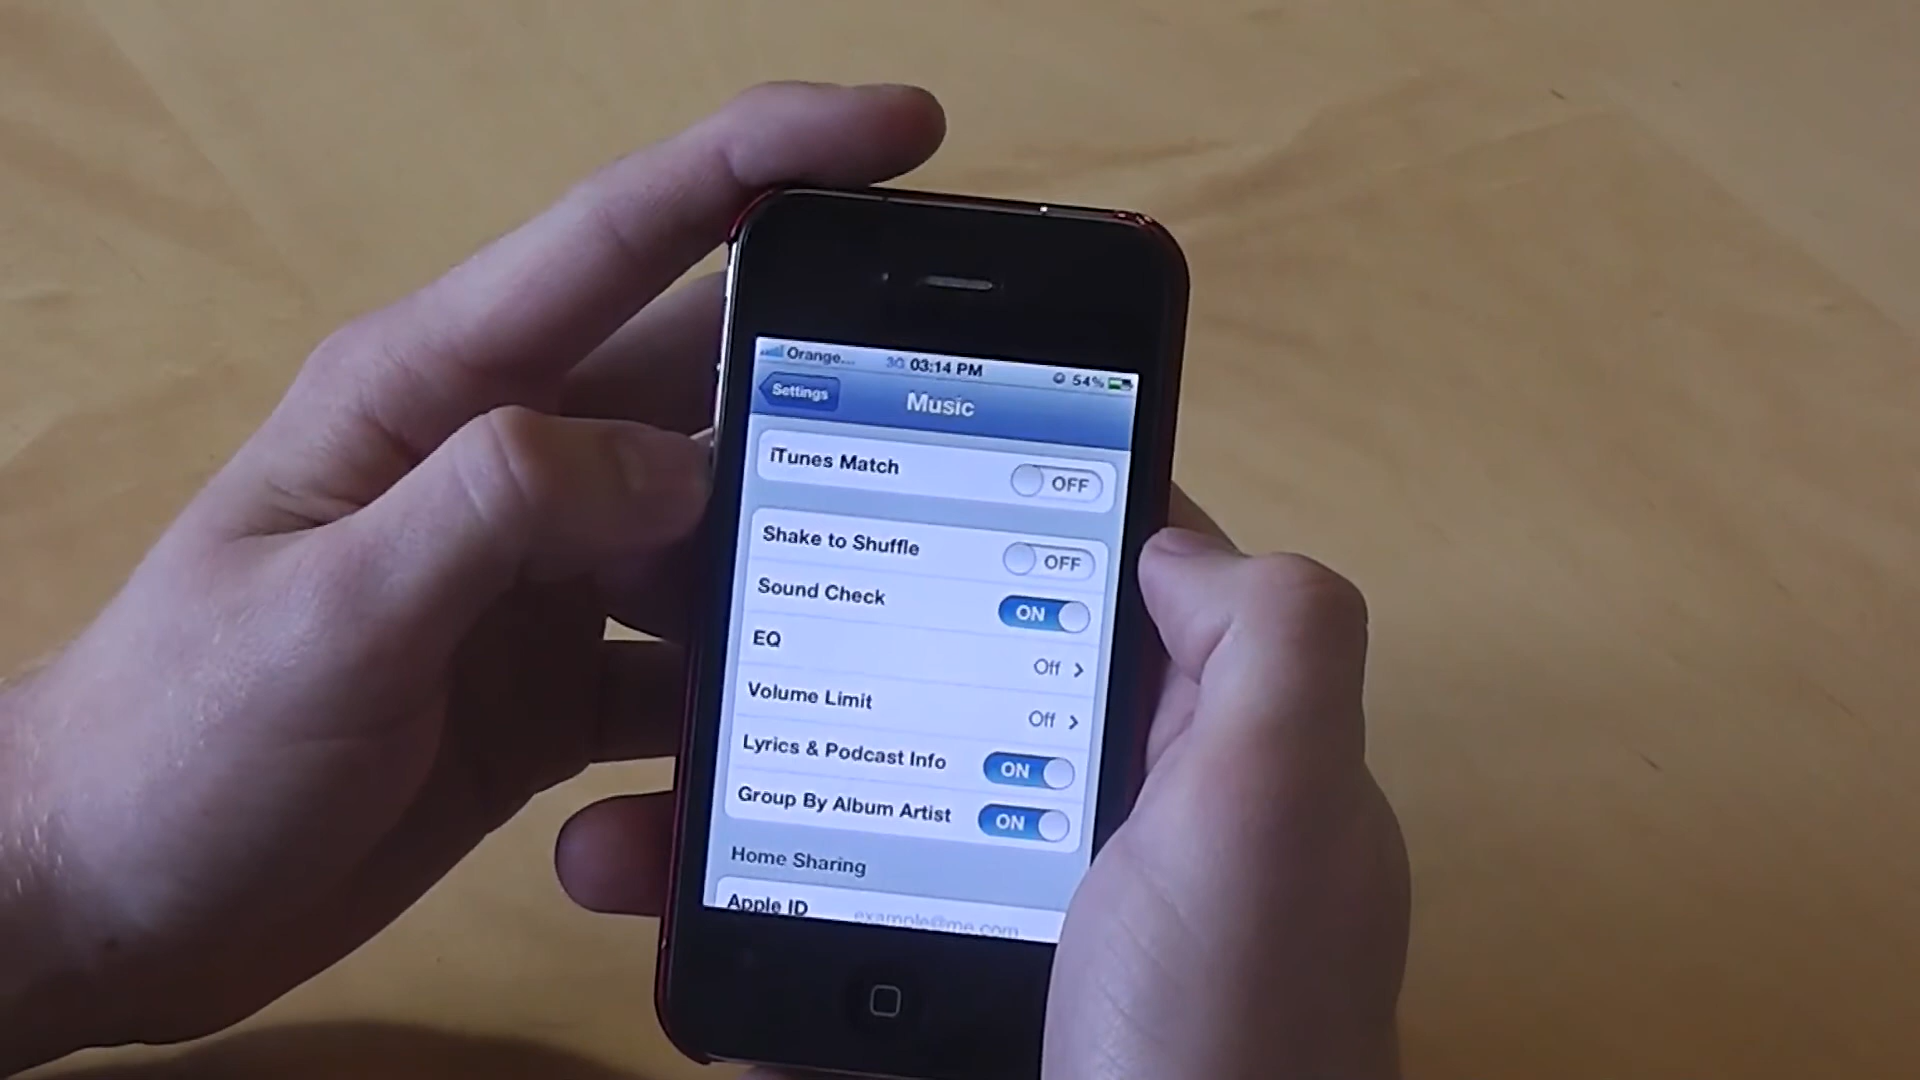 Orange... 3G 03:14 PM 54%
Settings Music
iTunes Match OFF
Shake to Shuffle OFF
Sound Check ON
EQ Off
Volume Limit Off
Lyrics & Podcast Info ON
Group By Album Artist ON
Home Sharing
Apple ID example@me.com